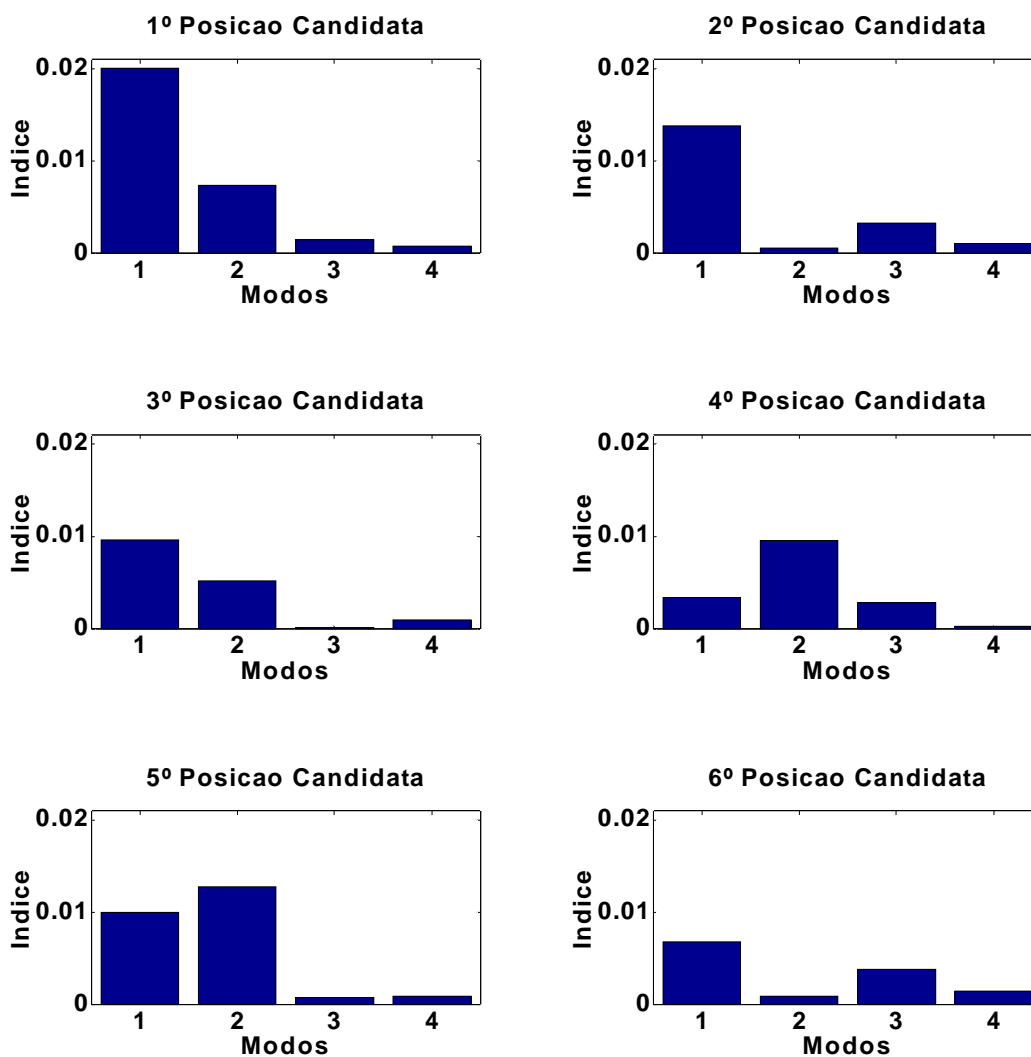 1º Posicao Candidata
0.02
0.01
0
Indice
1 2 3 4
Modos
2º Posicao Candidata
0.02
0.01
0
Indice
1 2 3 4
Modos
3º Posicao Candidata
0.02
0.01
0
Indice
1 2 3 4
Modos
4º Posicao Candidata
0.02
0.01
0
Indice
1 2 3 4
Modos
5º Posicao Candidata
0.02
0.01
0
Indice
1 2 3 4
Modos
6º Posicao Candidata
0.02
0.01
0
Indice
1 2 3 4
Modos